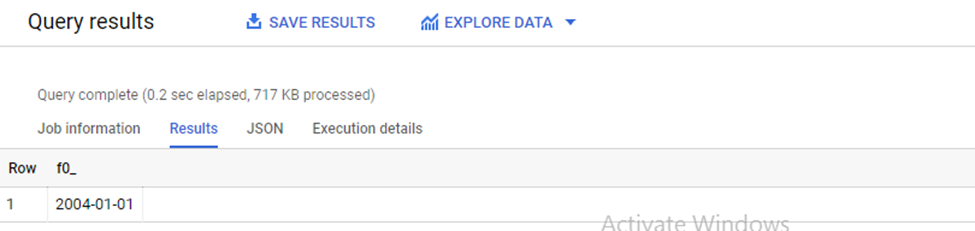 Query results SAVE RESULTS EXPLORE DATA
Query complete (0.2 sec elapsed, 717 KB processed)
Job information Results JSON Execution details
Row f0_
1 2004-01-01
Activate Windows